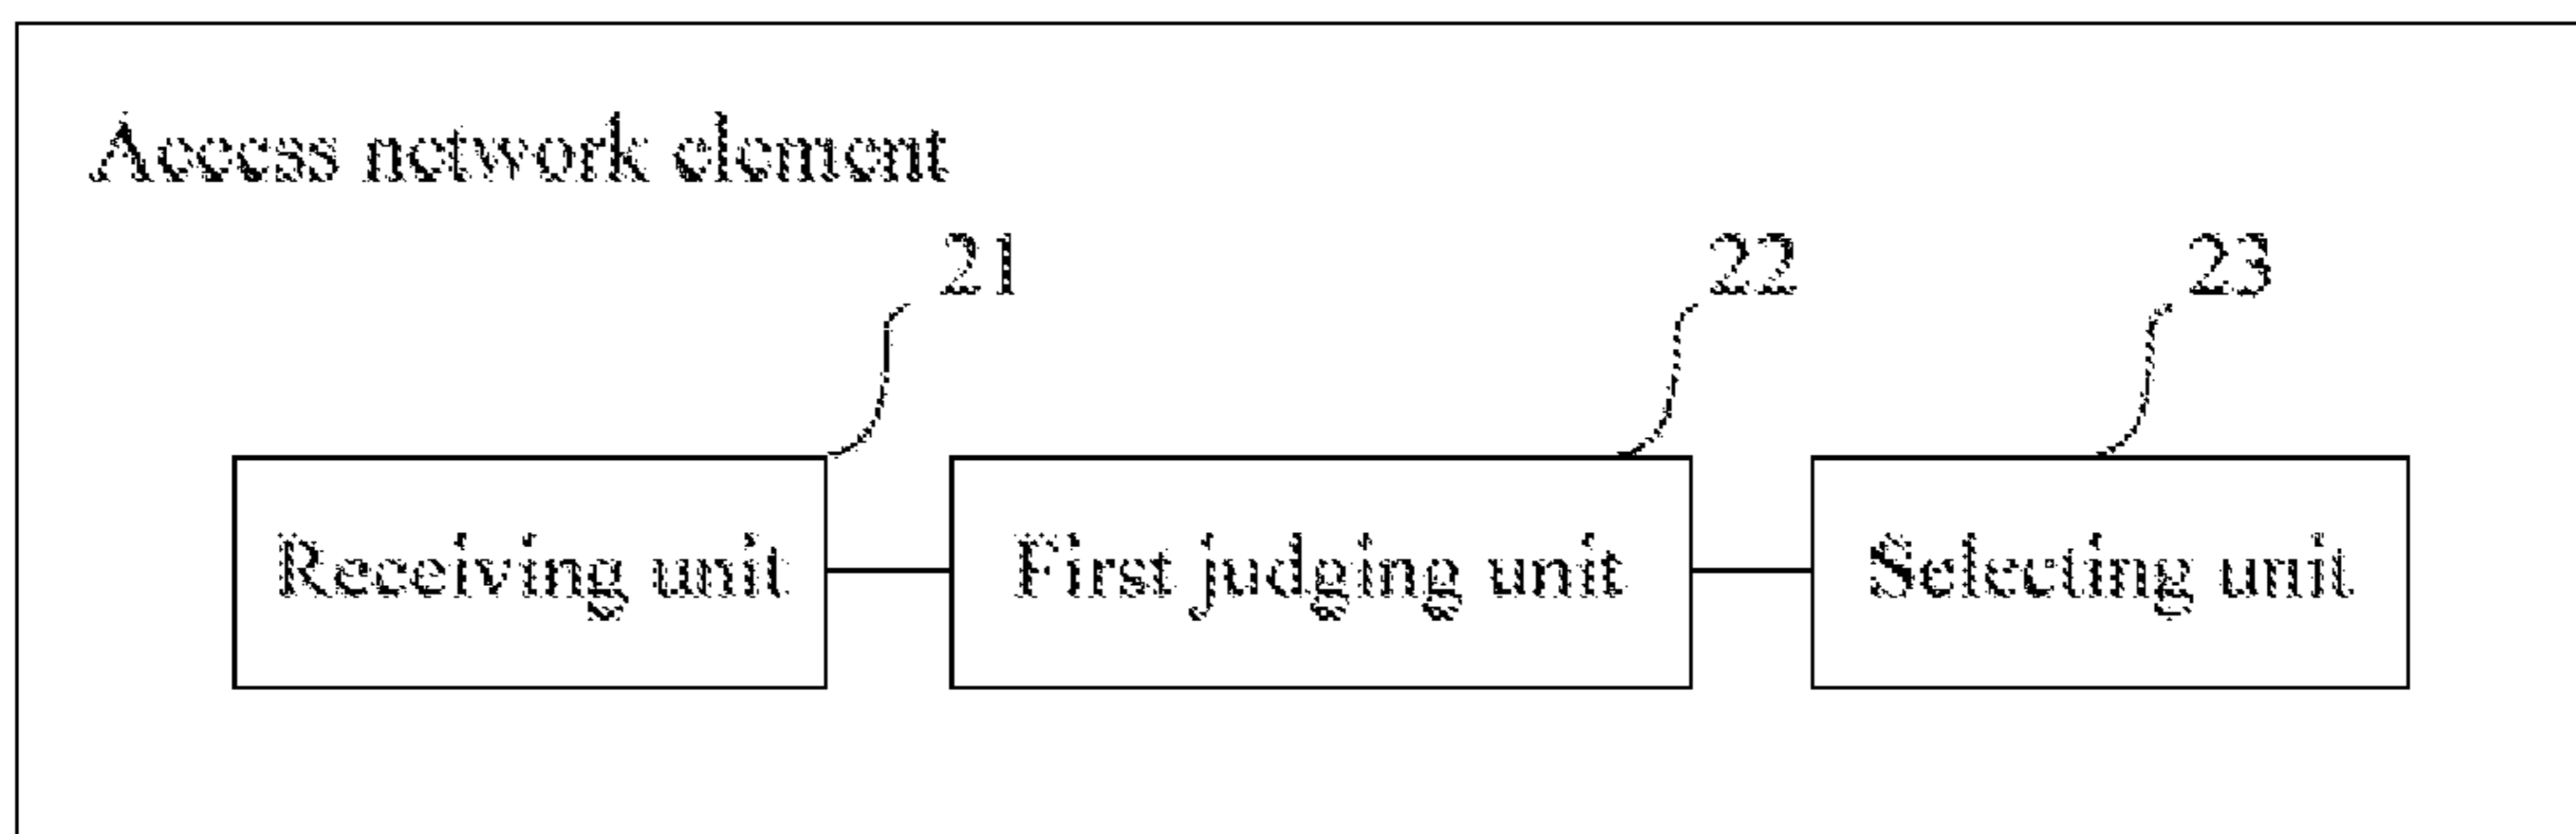 Access network element
21 22 23
Receiving unit First judging unit Selecting unit